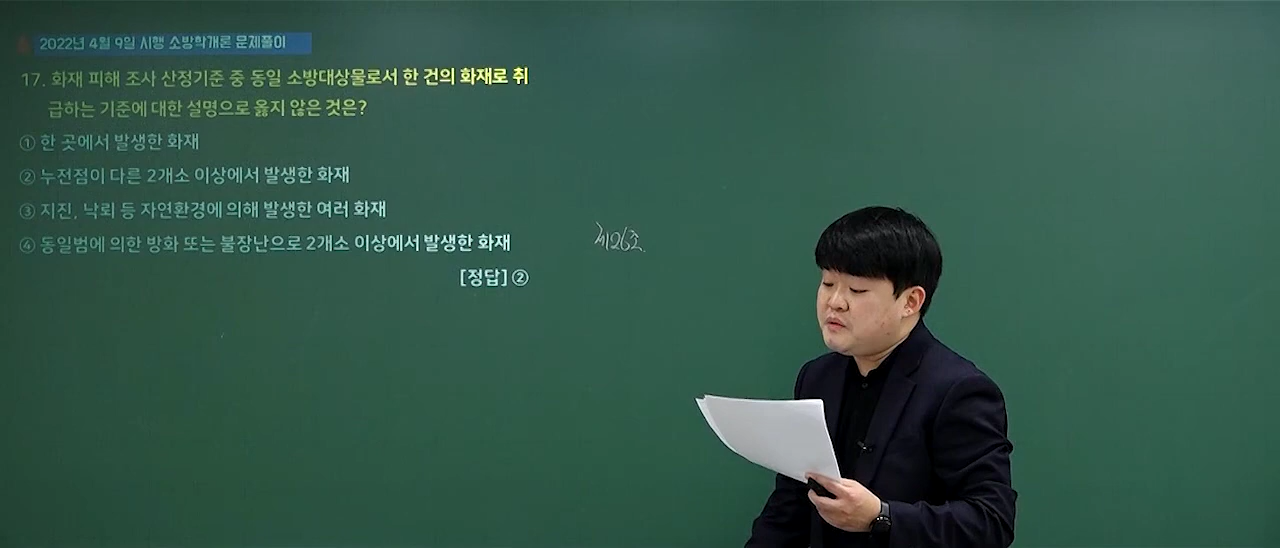 2022년 4월 9일 시행 소방학개론 문제풀이
17. 화재 피해 조사 산정기준 중 동일 소방대상물로서 한 건의 화재로 취
급하는 기준에 대한 설명으로 옳지 않은 것은?
① 한 곳에서 발생한 화재
② 누전점이 다른 2개소 이상에서 발생한 화재
③ 지진, 낙뢰 등 자연환경에 의해 발생한 여러 화재
④ 동일범에 의한 방화 또는 불장난으로 2개소 이상에서 발생한 화재
제26조.
[정답] ②